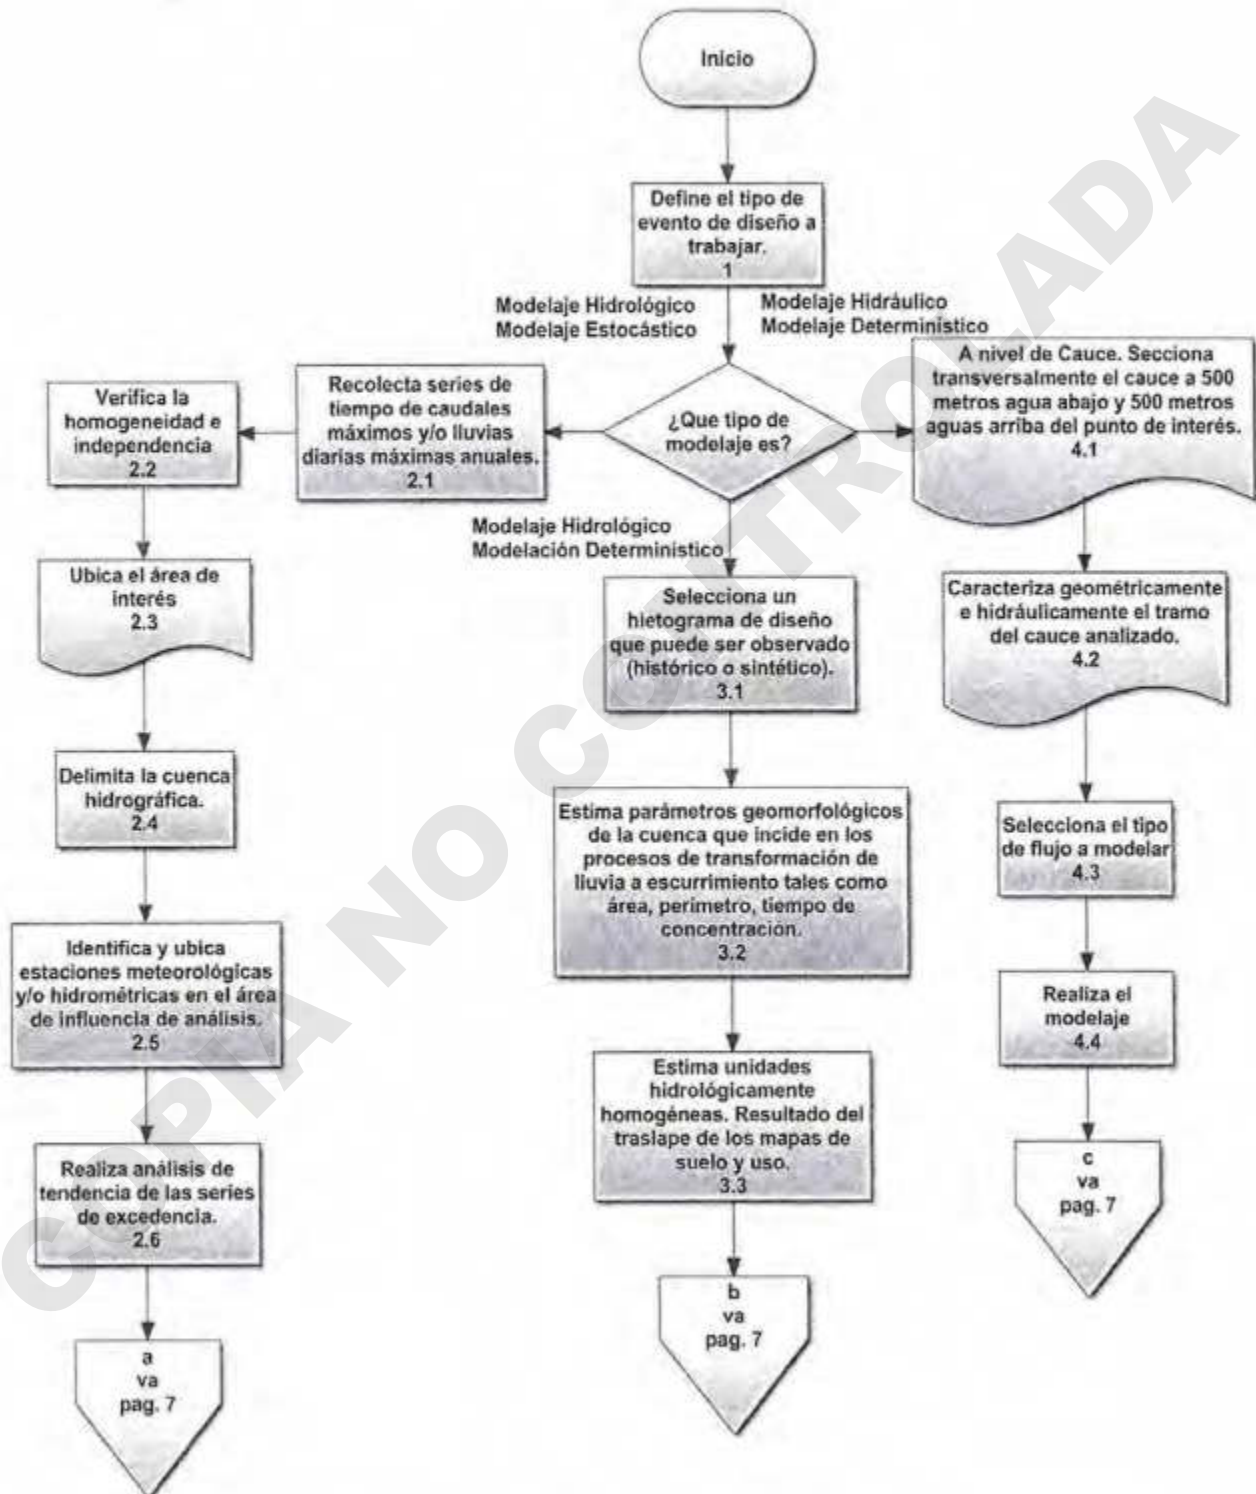 Inicio
Define el tipo de
evento de diseño a
trabajar.
1
Modelaje Hidrológico
Modelaje Estocástico
Modelaje Hidráulico
Modelaje Determinístico
¿Que tipo de
modelaje es?
Recolecta series de
tiempo de caudales
máximos y/o lluvias
diarias máximas anuales.
2.1
Verifica la
homogeneidad e
independencia
2.2
Ubica el área de
interés
2.3
Delimita la cuenca
hidrográfica.
2.4
Identifica y ubica
estaciones meteorológicas
y/o hidrométricas en el área
de influencia de análisis.
2.5
Realiza análisis de
tendencia de las series
de excedencia.
2.6
a
va
pag. 7
Modelaje Hidrológico
Modelación Determinístico
Selecciona un
hietograma de diseño
que puede ser observado
(histórico o sintético).
3.1
Estima parámetros geomorfológicos
de la cuenca que incide en los
procesos de transformación de
lluvia a escurrimiento tales como
área, perímetro, tiempo de
concentración.
3.2
Estima unidades
hidrológicamente
homogéneas. Resultado del
traslape de los mapas de
suelo y uso.
3.3
b
va
pag. 7
A nivel de Cauce. Secciona
transversalmente el cauce a 500
metros agua abajo y 500 metros
aguas arriba del punto de interés.
4.1
Caracteriza geométricamente
e hidráulicamente el tramo
del cauce analizado.
4.2
Selecciona el tipo
de flujo a modelar
4.3
Realiza el
modelaje
4.4
c
va
pag. 7
COPIA NO CONTROLADA